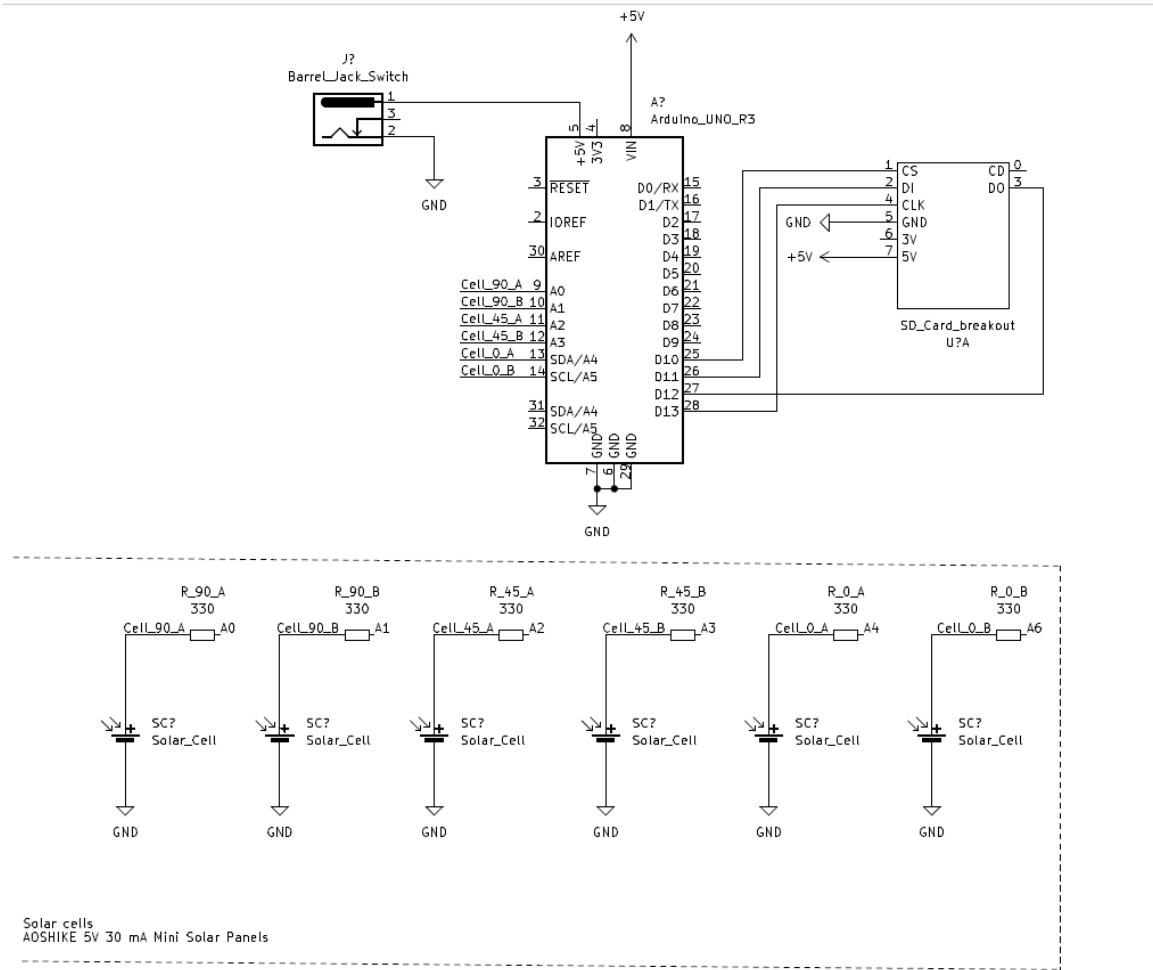 +5V
J?
Barrel_Jack_Switch
1
3
2
GND
A?
Arduino_UNO_R3
5
4
8
+5V
3V3
VIN
3
RESET
2
IOREF
30
AREF
Cell_90_A 9 A0
Cell_90_B 10 A1
Cell_45_A 11 A2
Cell_45_B 12 A3
Cell_0_A 13 SDA/A4
Cell_0_B 14 SCL/A5
31 SDA/A4
32 SCL/A5
D0/RX 15
D1/TX 16
D2 17
D3 18
D4 19
D5 20
D6 21
D7 22
D8 23
D9 24
D10 25
D11 26
D12 27
D13 28
GND GND GND
7 6 29
GND
1 CS CD 0
2 DI DO 3
4 CLK
GND 5 GND
6 3V
+5V 7 5V
SD_Card_breakout
U?A
R_90_A
330
Cell_90_A A0
SC?
Solar_Cell
GND
R_90_B
330
Cell_90_B A1
SC?
Solar_Cell
GND
R_45_A
330
Cell_45_A A2
SC?
Solar_Cell
GND
R_45_B
330
Cell_45_B A3
SC?
Solar_Cell
GND
R_0_A
330
Cell_0_A A4
SC?
Solar_Cell
GND
R_0_B
330
Cell_0_B A6
SC?
Solar_Cell
GND
Solar cells
AOSHIKE 5V 30 mA Mini Solar Panels